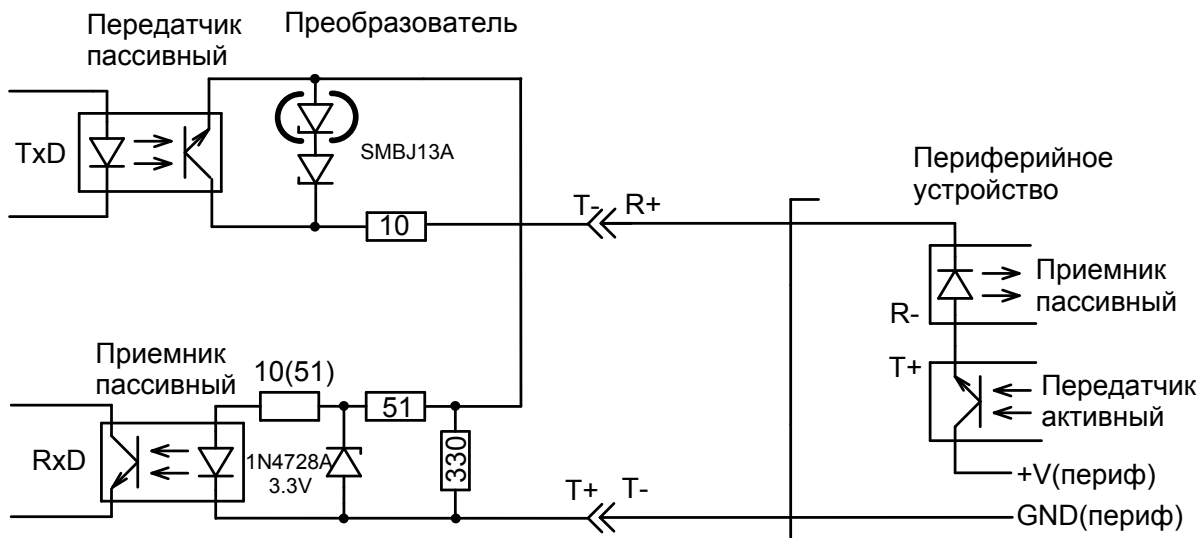 Передатчик
пассивный
Преобразователь
TxD
SMBJ13A
10
T-
R+
Периферийное
устройство
Приемник
пассивный
R-
T+
Передатчик
активный
+V(периф)
GND(периф)
Приемник
пассивный
10(51)
51
330
RxD
1N4728A
3.3V
T+
T-